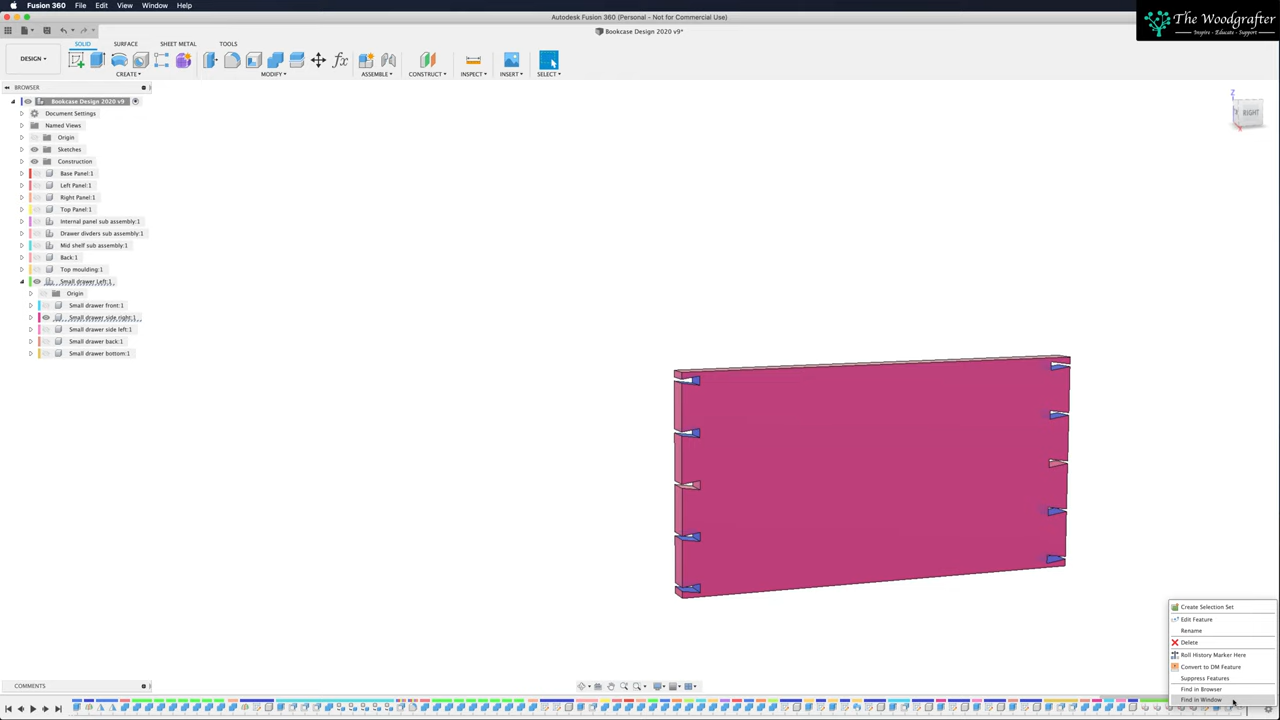 Fusion 360 File Edit View Window Help
Autodesk Fusion 360 (Personal - Not for Commercial Use)
The Woodgrafter
Inspire - Educate - Support
Bookcase Design 2020 v9*
SOLID SURFACE SHEET METAL TOOLS
DESIGN
CREATE MODIFY ASSEMBLE CONSTRUCT INSPECT INSERT SELECT
BROWSER
Bookcase Design 2020 v9
Document Settings
Named Views
Origin
Sketches
Construction
Base Panel:1
Left Panel:1
Right Panel:1
Top Panel:1
Internal panel sub assembly:1
Drawer divders sub assembly:1
Mid shelf sub assembly:1
Back:1
Top moulding:1
Small drawer Left:1
Origin
Small drawer front:1
Small drawer side right:1
Small drawer side left:1
Small drawer back:1
Small drawer bottom:1
Z
RIGHT
Create Selection Set
Edit Feature
Rename
Delete
Roll History Marker Here
Convert to DM Feature
Suppress Features
Find in Browser
Find in Window
COMMENTS